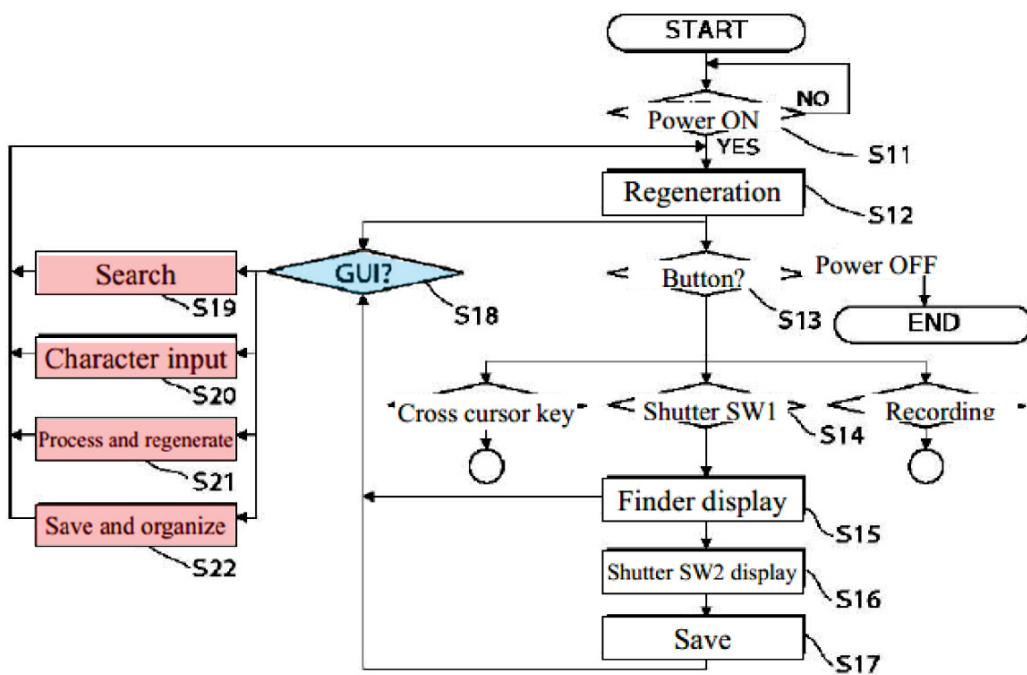 START
NO
Power ON
S11
YES
Regeneration
S12
GUI?
S18
Button?
S13
Power OFF
END
Search
S19
Character input
S20
Process and regenerate
S21
Save and organize
S22
Cross cursor key
Shutter SW1
S14
Recording
Finder display
S15
Shutter SW2 display
S16
Save
S17